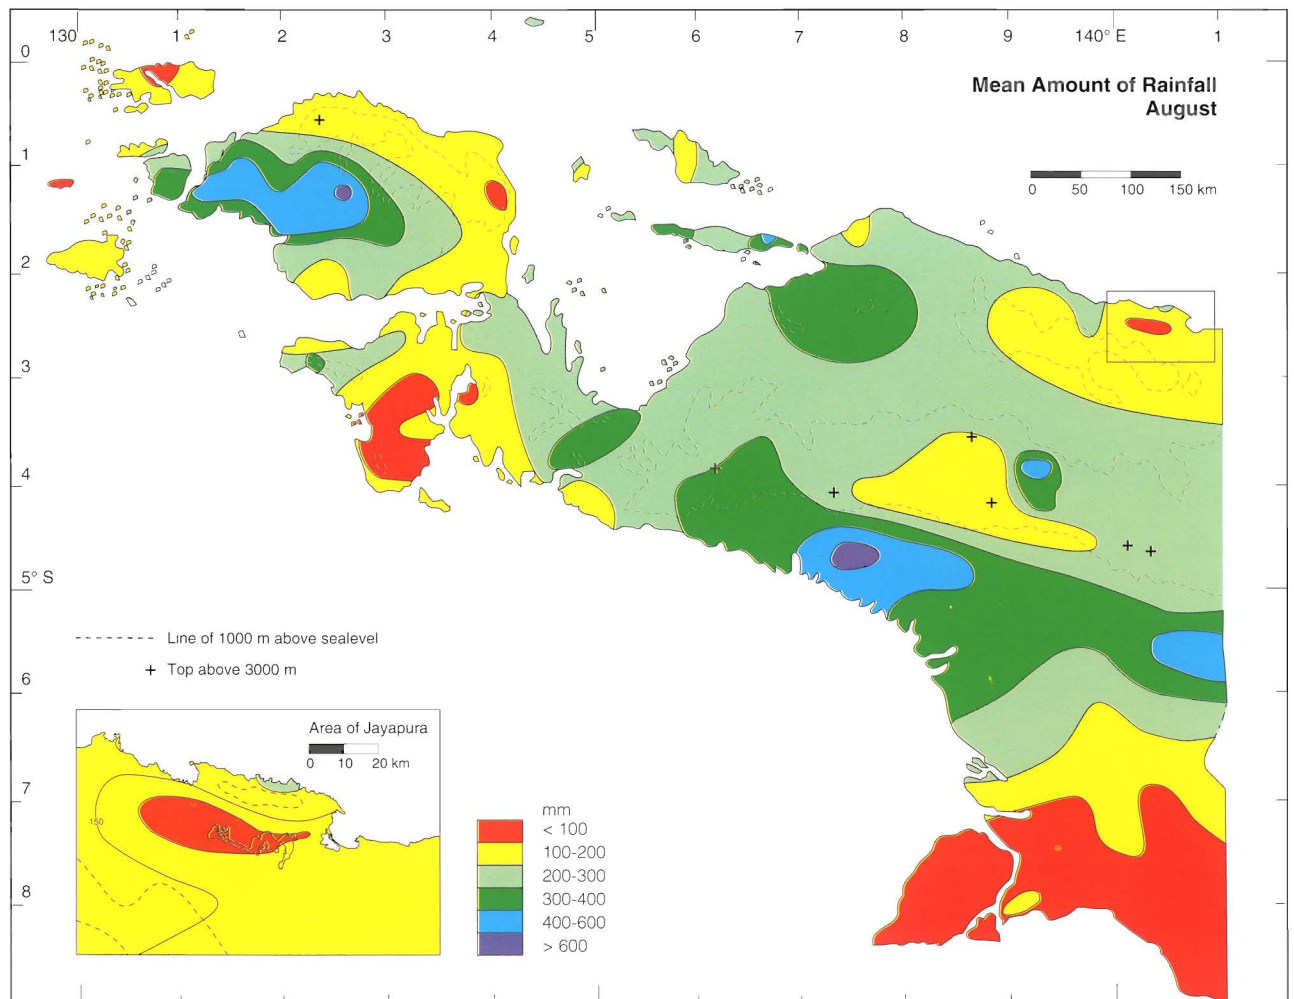 130 1 2 3 4 5 6 7 8 9 140° E 1
0
Mean Amount of Rainfall
August
0 50 100 150 km
1
2
3
4
5° S
Line of 1000 m above sealevel
+ Top above 3000 m
6
Area of Jayapura
0 10 20 km
7
150
8
mm
< 100
100-200
200-300
300-400
400-600
> 600